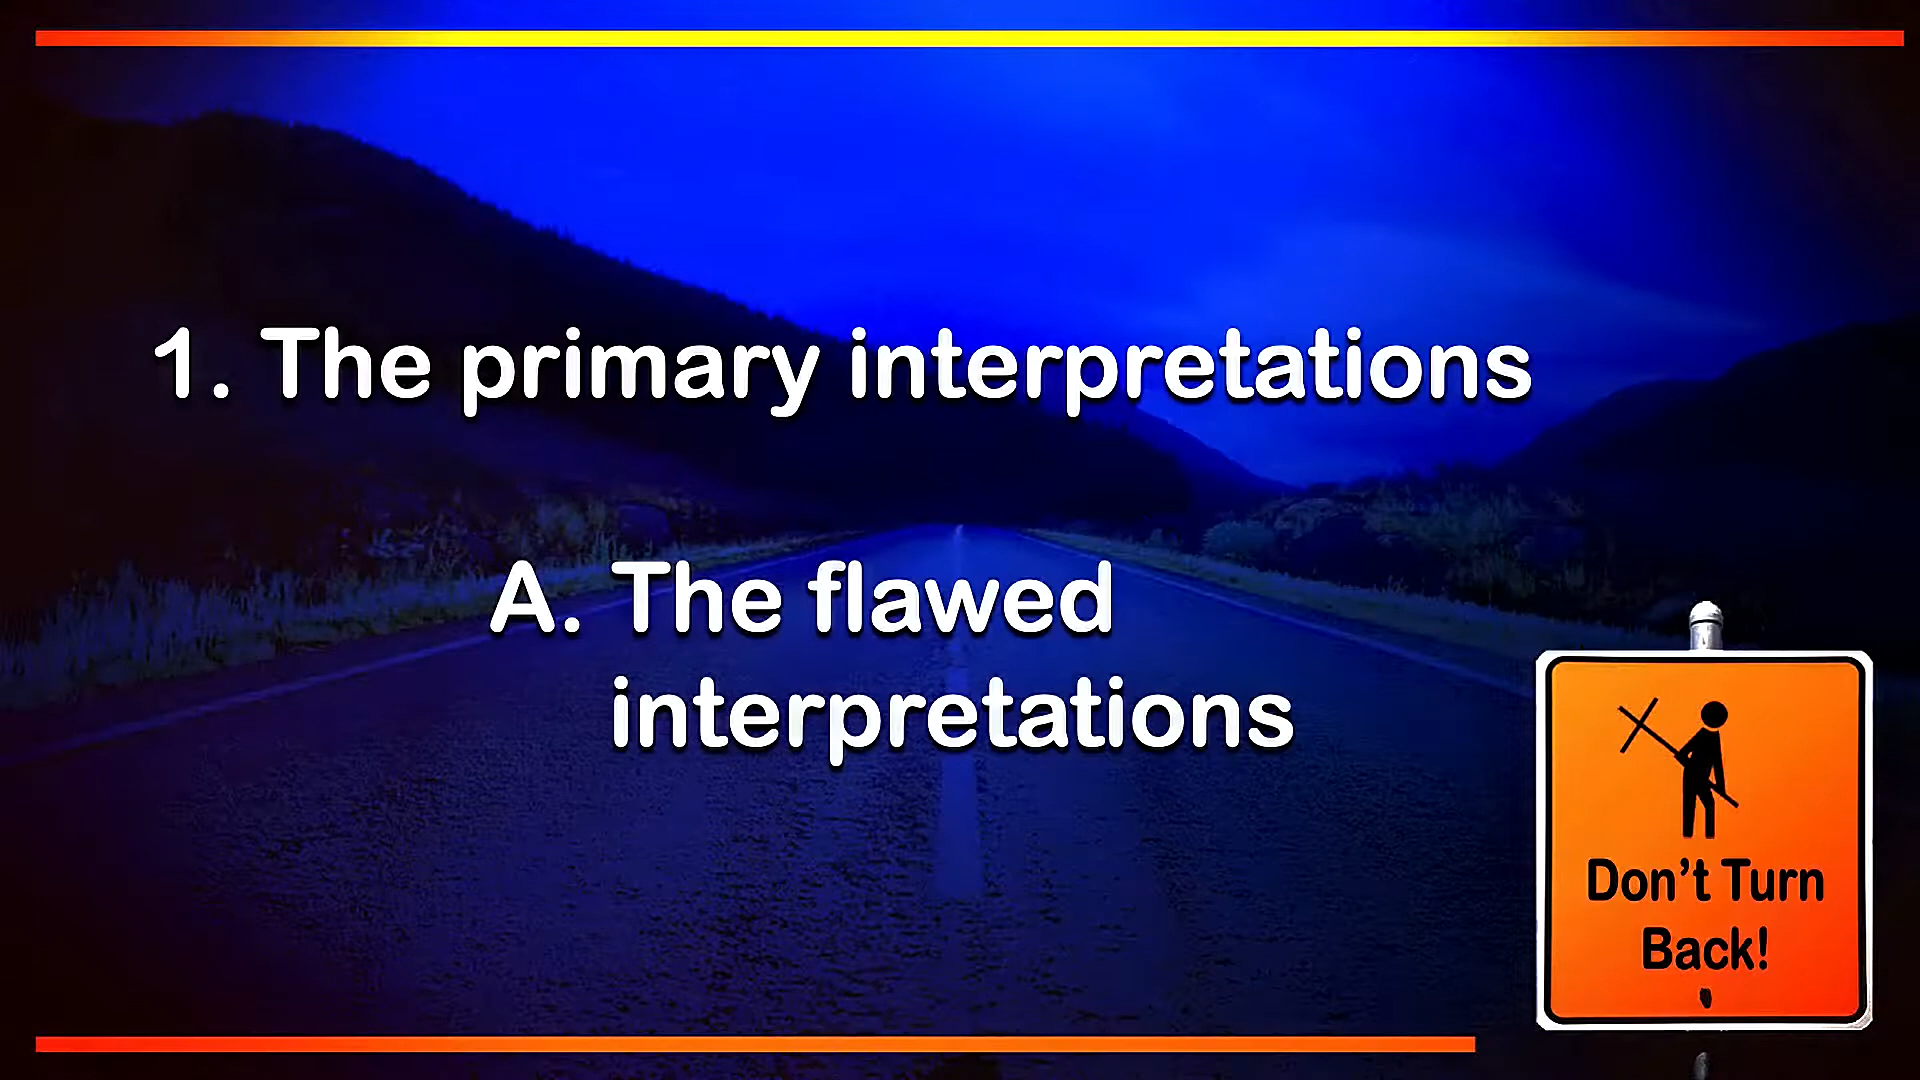 1. The primary interpretations
A. The flawed
interpretations
Don't Turn
Back!